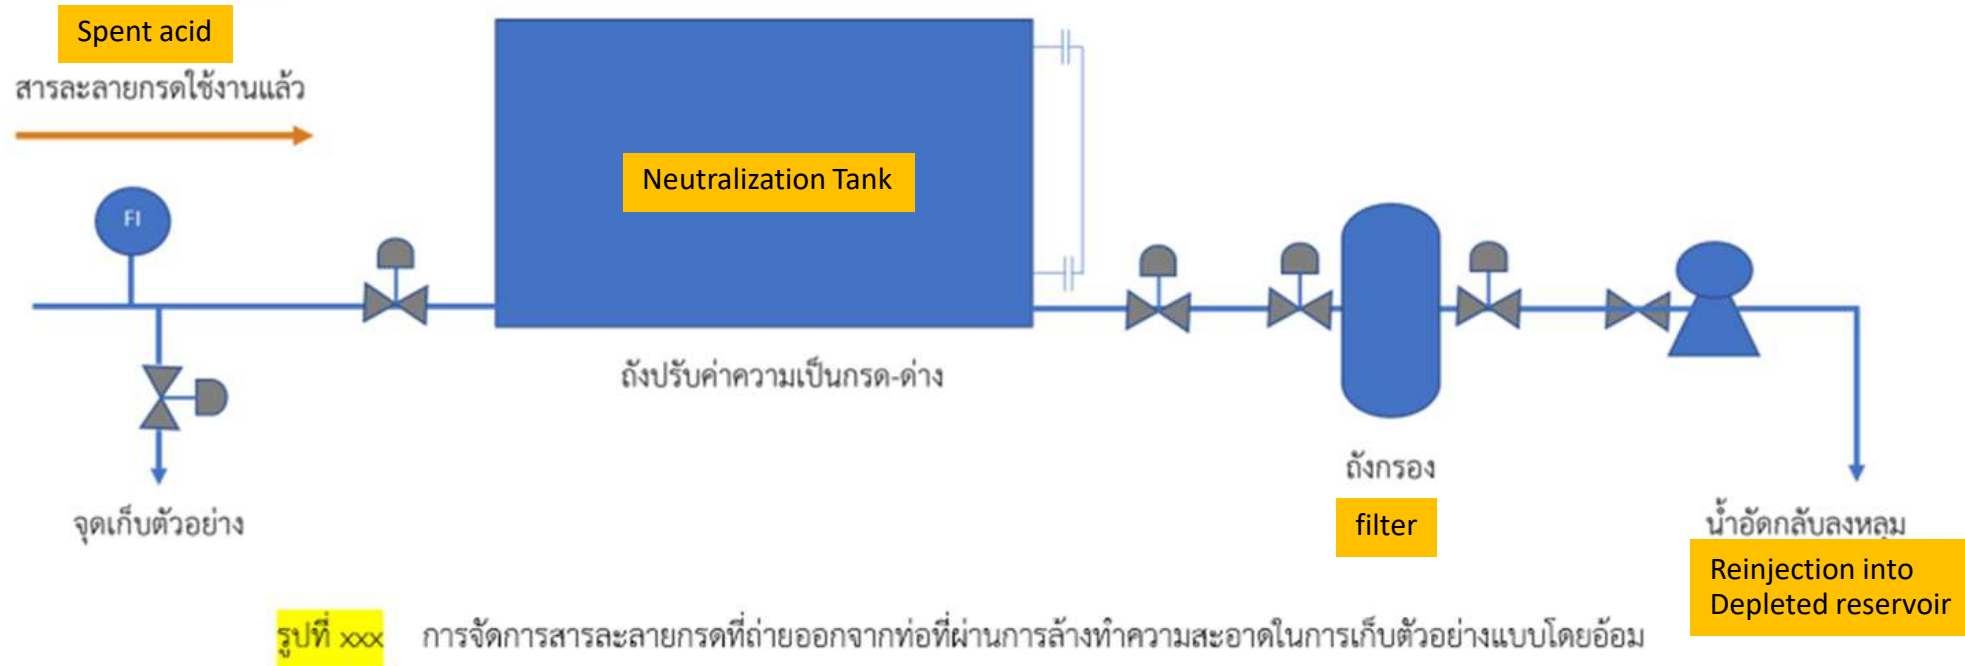 Spent acid
สารละลายกรดใช้งานแล้ว
FI
Neutralization Tank
ถังปรับค่าความเป็นกรด-ด่าง
จุดเก็บตัวอย่าง
ถังกรอง
filter
น้ำอัดกลับลงหลุม
Reinjection into
Depleted reservoir
รูปที่ xxx การจัดการสารละลายกรดที่ถ่ายออกจากท่อที่ผ่านการล้างทำความสะอาดในการเก็บตัวอย่างแบบโดยอ้อม